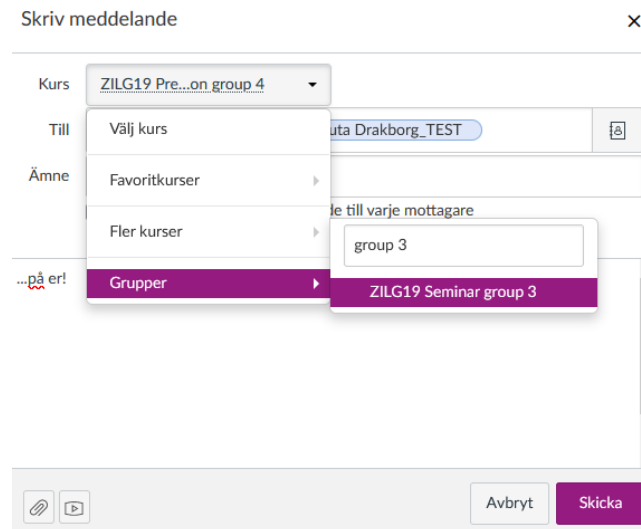 Skriv meddelande
Kurs ZILG19 Pre...on group 4
Till
Välj kurs
uta Drakborg_TEST
Ämne
Favoritkurser
de till varje mottagare
Fler kurser
group 3
...på er!
Grupper
ZILG19 Seminar group 3
Avbryt
Skicka